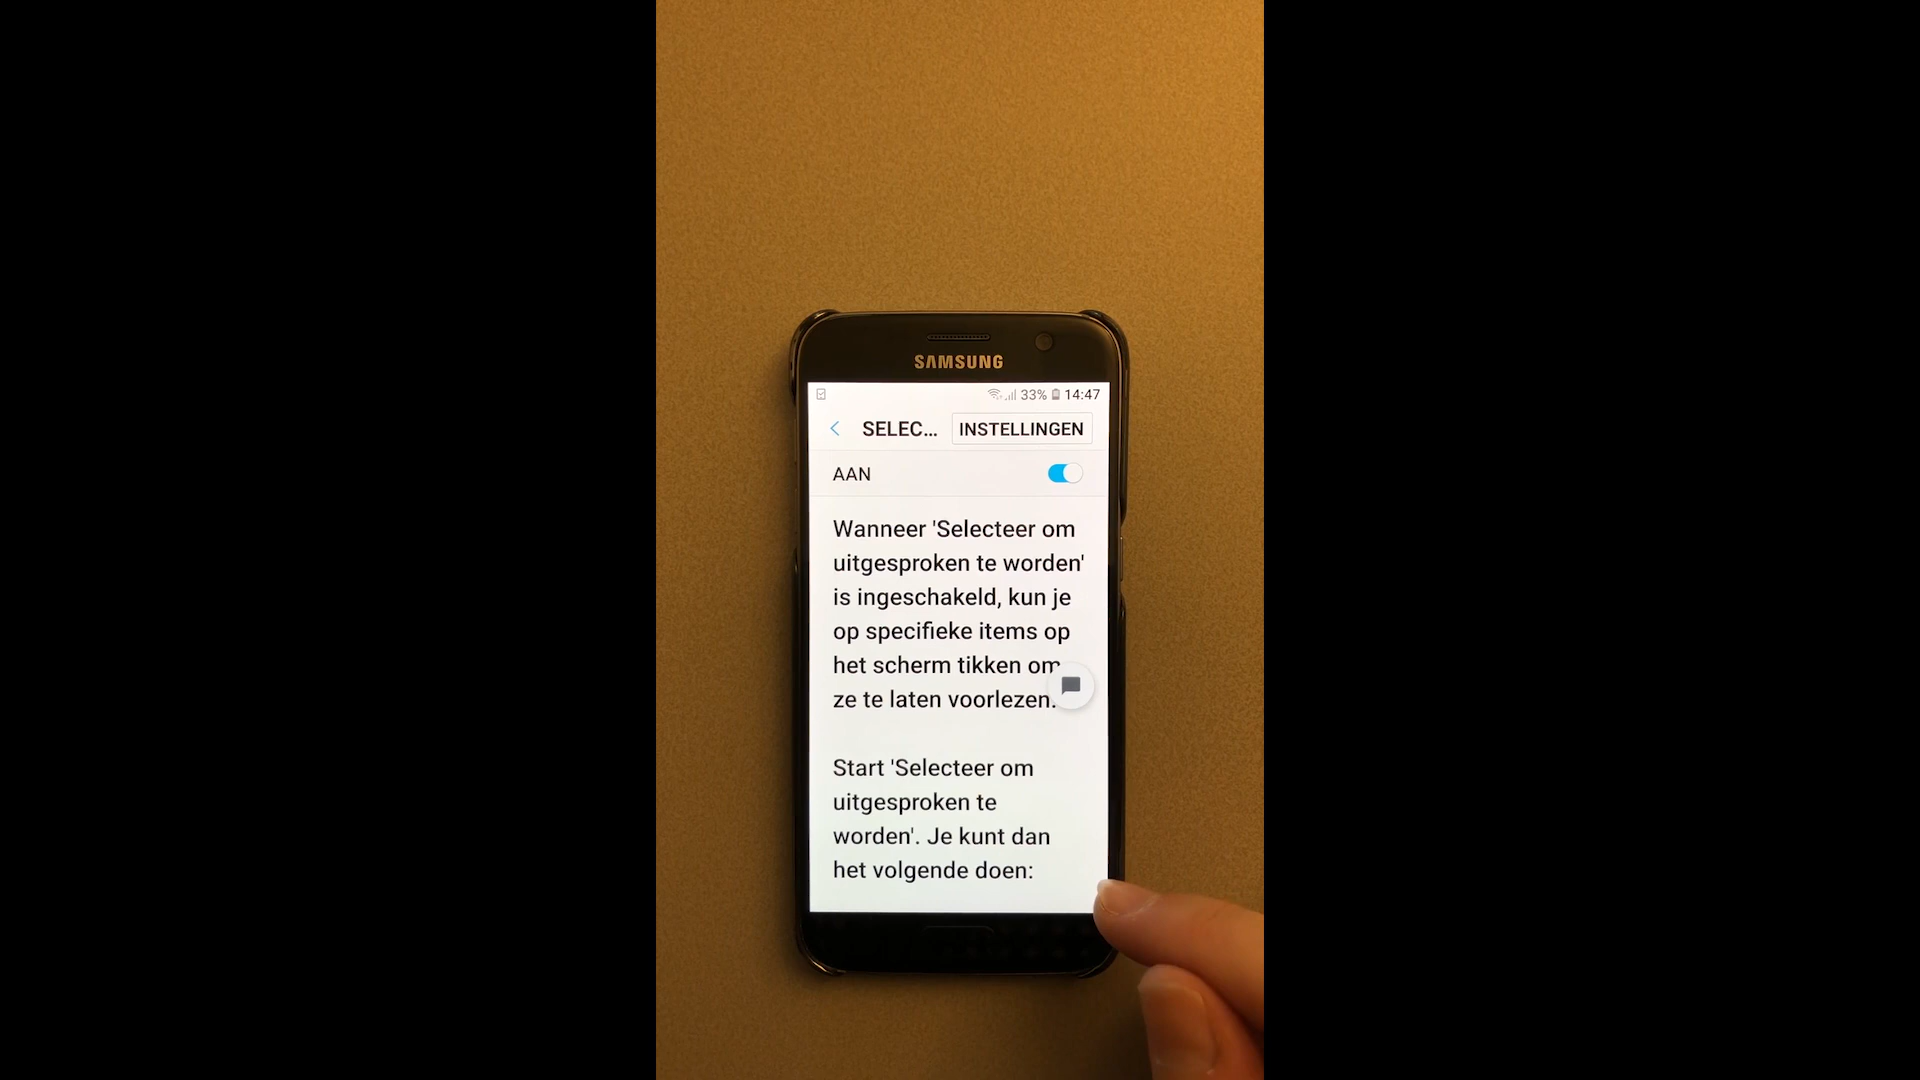 SAMSUNG
33% 14:47
SELEC... INSTELLINGEN
AAN
Wanneer 'Selecteer om
uitgesproken te worden'
is ingeschakeld, kun je
op specifieke items op
het scherm tikken om
ze te laten voorlezen.
Start 'Selecteer om
uitgesproken te
worden'. Je kunt dan
het volgende doen: